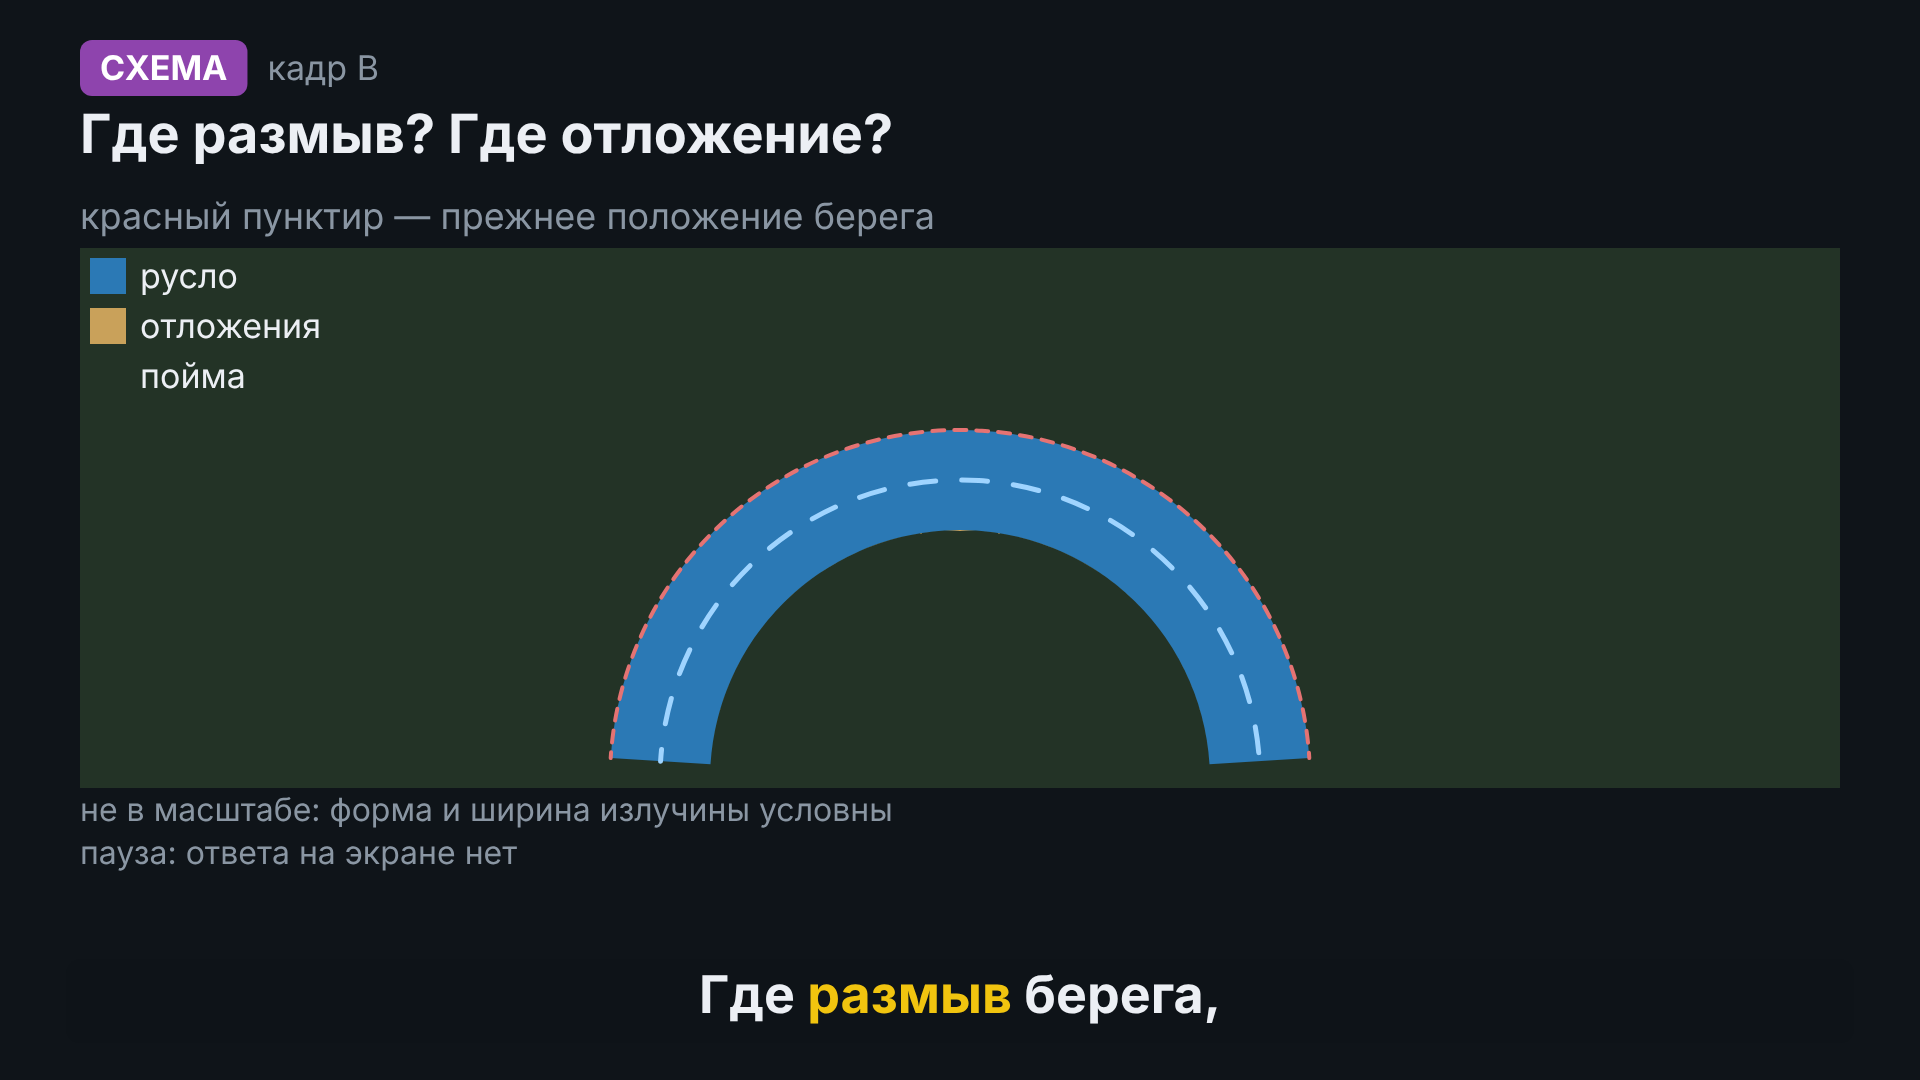 СХЕМА кадр В
Где размыв? Где отложение?
красный пунктир — прежнее положение берега
русло
отложения
пойма
не в масштабе: форма и ширина излучины условны
пауза: ответа на экране нет
Где размыв берега,